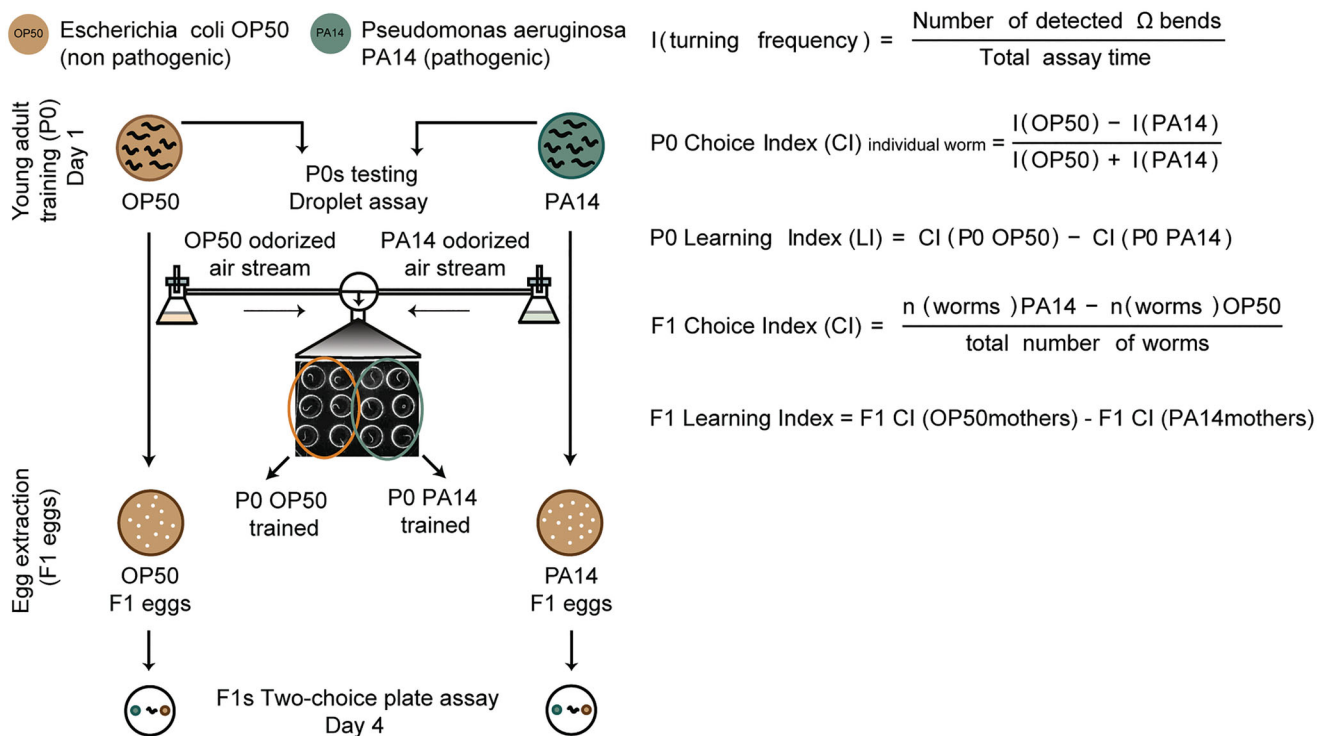 OP50
Escherichia coli OP50
(non pathogenic)
PA14
Pseudomonas aeruginosa
PA14 (pathogenic)
Young adult
training (P0)
Day 1
OP50
P0s testing
Droplet assay
PA14
OP50 odorized
air stream
PA14 odorized
air stream
P0 OP50
trained
P0 PA14
trained
Egg extraction
(F1 eggs)
OP50
F1 eggs
PA14
F1 eggs
F1s Two-choice plate assay
Day 4
I(turning frequency) = Number of detected Ω bends
Total assay time
P0 Choice Index (CI) individual worm = I(OP50) − I(PA14)
I(OP50) + I(PA14)
P0 Learning Index (LI) = CI (P0 OP50) − CI (P0 PA14)
F1 Choice Index (CI) = n (worms )PA14 − n(worms )OP50
total number of worms
F1 Learning Index = F1 CI (OP50mothers) - F1 CI (PA14mothers)